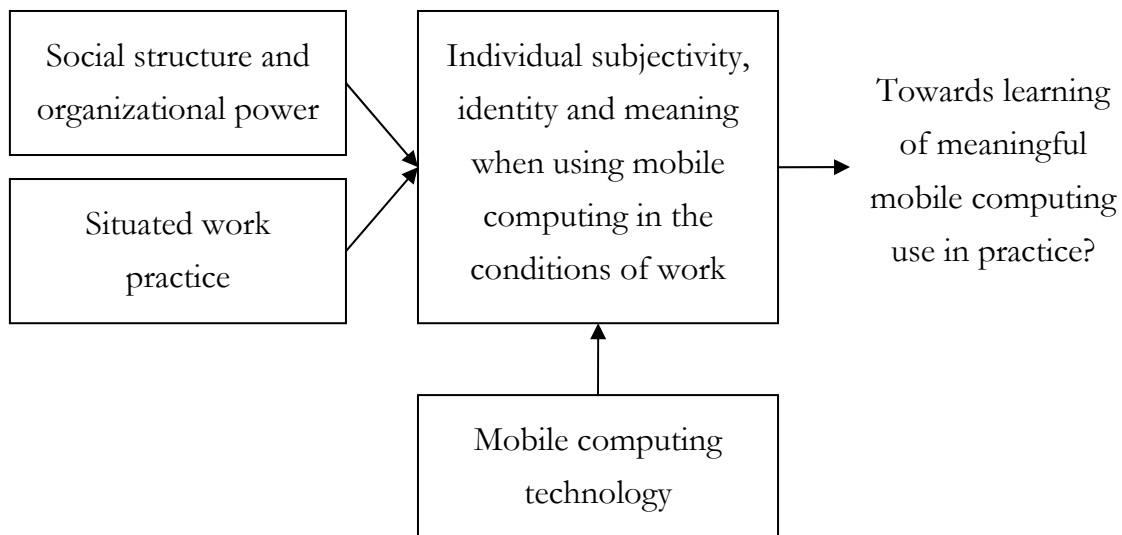 Social structure and
organizational power
Situated work
practice
Individual subjectivity,
identity and meaning
when using mobile
computing in the
conditions of work
Towards learning
of meaningful
mobile computing
use in practice?
Mobile computing
technology